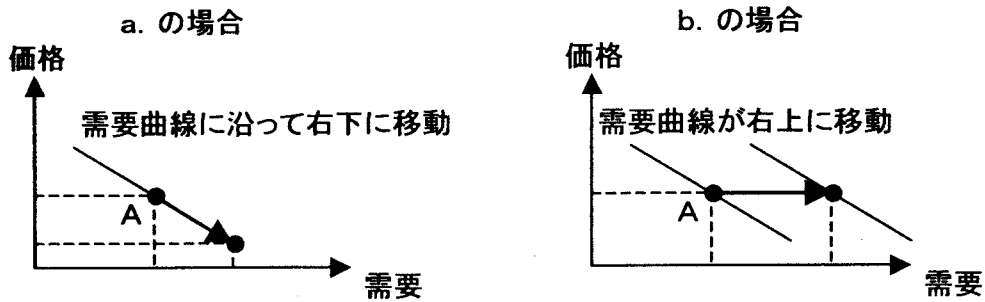 a. の場合
価格
需要曲線に沿って右下に移動
A
需要
b. の場合
価格
需要曲線が右上に移動
A
需要